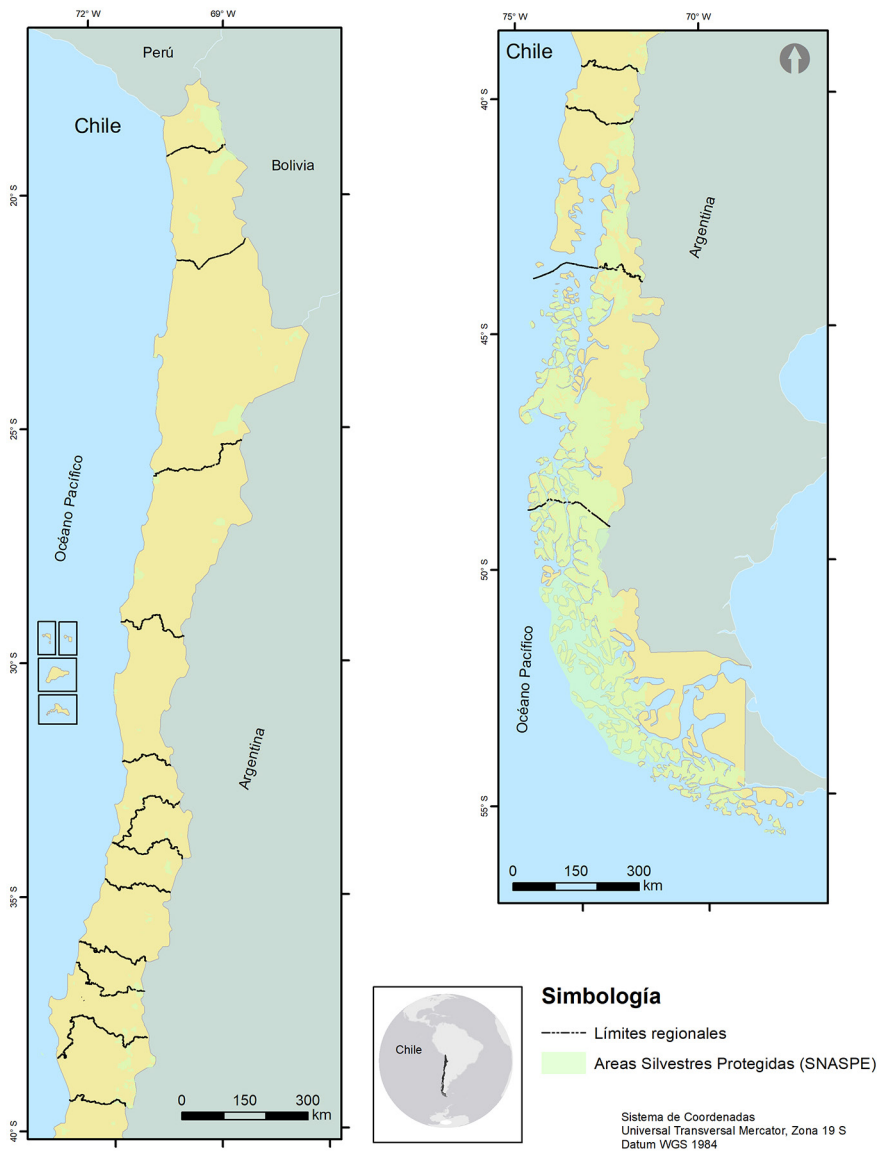 72° W
69° W
Perú
Chile
Bolivia
20° S
25° S
Océano Pacífico
30° S
Argentina
35° S
40° S
0 150 300
km
75° W
70° W
Chile
40° S
Argentina
45° S
50° S
Océano Pacífico
55° S
0 150 300
km
Chile
Simbología
Límites regionales
Areas Silvestres Protegidas (SNASPE)
Sistema de Coordenadas
Universal Transversal Mercator, Zona 19 S
Datum WGS 1984